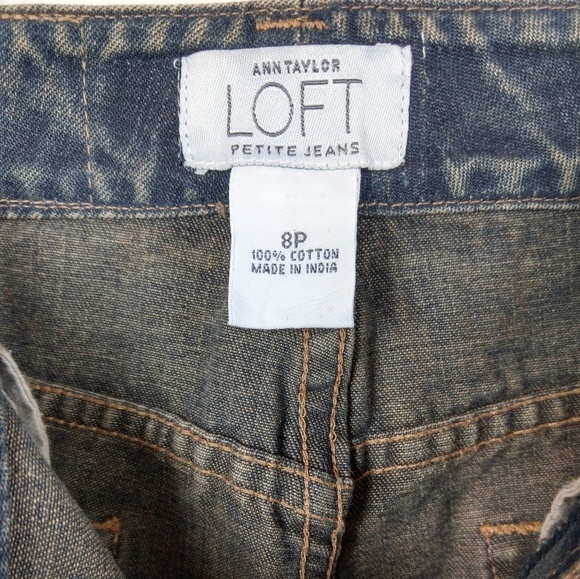 ANN TAYLOR
LOFT
PETITE JEANS
8P
100% COTTON
MADE IN INDIA